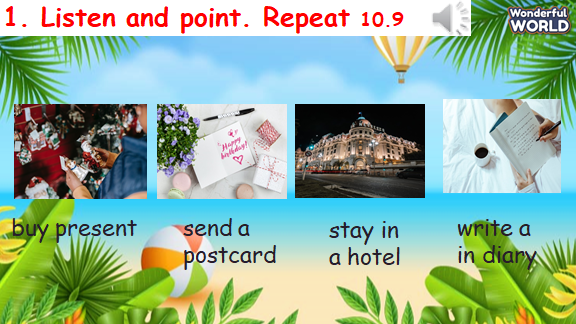 1. Listen and point. Repeat 10.9
Wonderful
WORLD
Happy
birthday!
buy present
send a
postcard
stay in
a hotel
write a
in diary